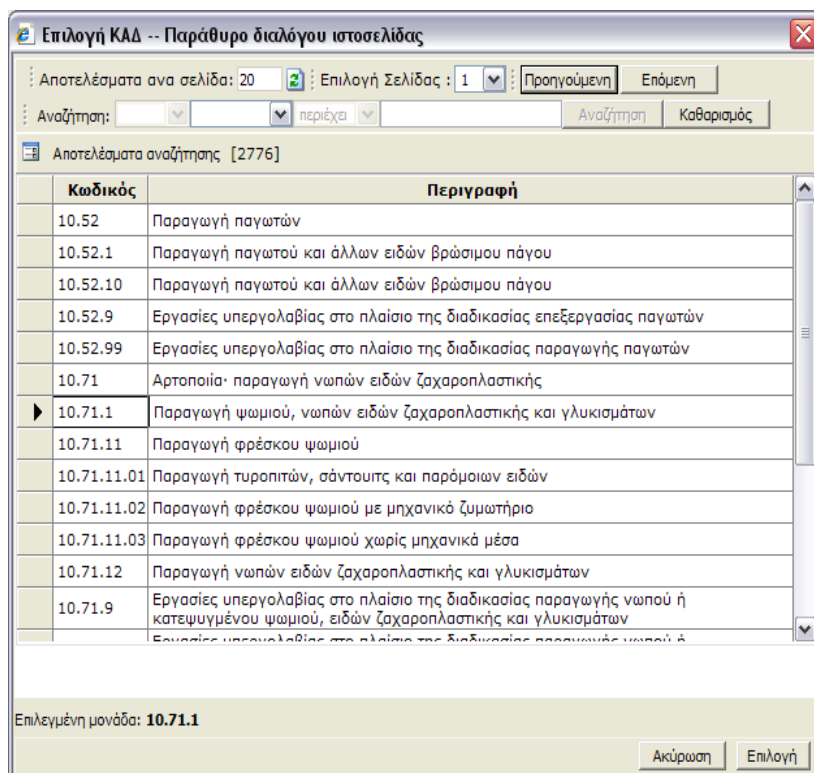 Επιλογή ΚΑΔ -- Παράθυρο διαλόγου ιστοσελίδας
Αποτελέσματα ανα σελίδα: 20 Επιλογή Σελίδας : 1 Προηγούμενη Επόμενη
Αναζήτηση: περιέχει Αναζήτηση Καθαρισμός
Αποτελέσματα αναζήτησης [2776]
Κωδικός Περιγραφή
10.52 Παραγωγή παγωτών
10.52.1 Παραγωγή παγωτού και άλλων ειδών βρώσιμου πάγου
10.52.10 Παραγωγή παγωτού και άλλων ειδών βρώσιμου πάγου
10.52.9 Εργασίες υπεργολαβίας στο πλαίσιο της διαδικασίας επεξεργασίας παγωτών
10.52.99 Εργασίες υπεργολαβίας στο πλαίσιο της διαδικασίας παραγωγής παγωτών
10.71 Αρτοποιία· παραγωγή νωπών ειδών ζαχαροπλαστικής
10.71.1 Παραγωγή ψωμιού, νωπών ειδών ζαχαροπλαστικής και γλυκισμάτων
10.71.11 Παραγωγή φρέσκου ψωμιού
10.71.11.01 Παραγωγή τυροπιτών, σάντουιτς και παρόμοιων ειδών
10.71.11.02 Παραγωγή φρέσκου ψωμιού με μηχανικό ζυμωτήριο
10.71.11.03 Παραγωγή φρέσκου ψωμιού χωρίς μηχανικά μέσα
10.71.12 Παραγωγή νωπών ειδών ζαχαροπλαστικής και γλυκισμάτων
10.71.9 Εργασίες υπεργολαβίας στο πλαίσιο της διαδικασίας παραγωγής νωπού ή
κατεψυγμένου ψωμιού, ειδών ζαχαροπλαστικής και γλυκισμάτων
Εργασίες υπεργολαβίας στο πλαίσιο της διαδικασίας παραγωγής νωπού ή
Επιλεγμένη μονάδα: 10.71.1
Ακύρωση Επιλογή